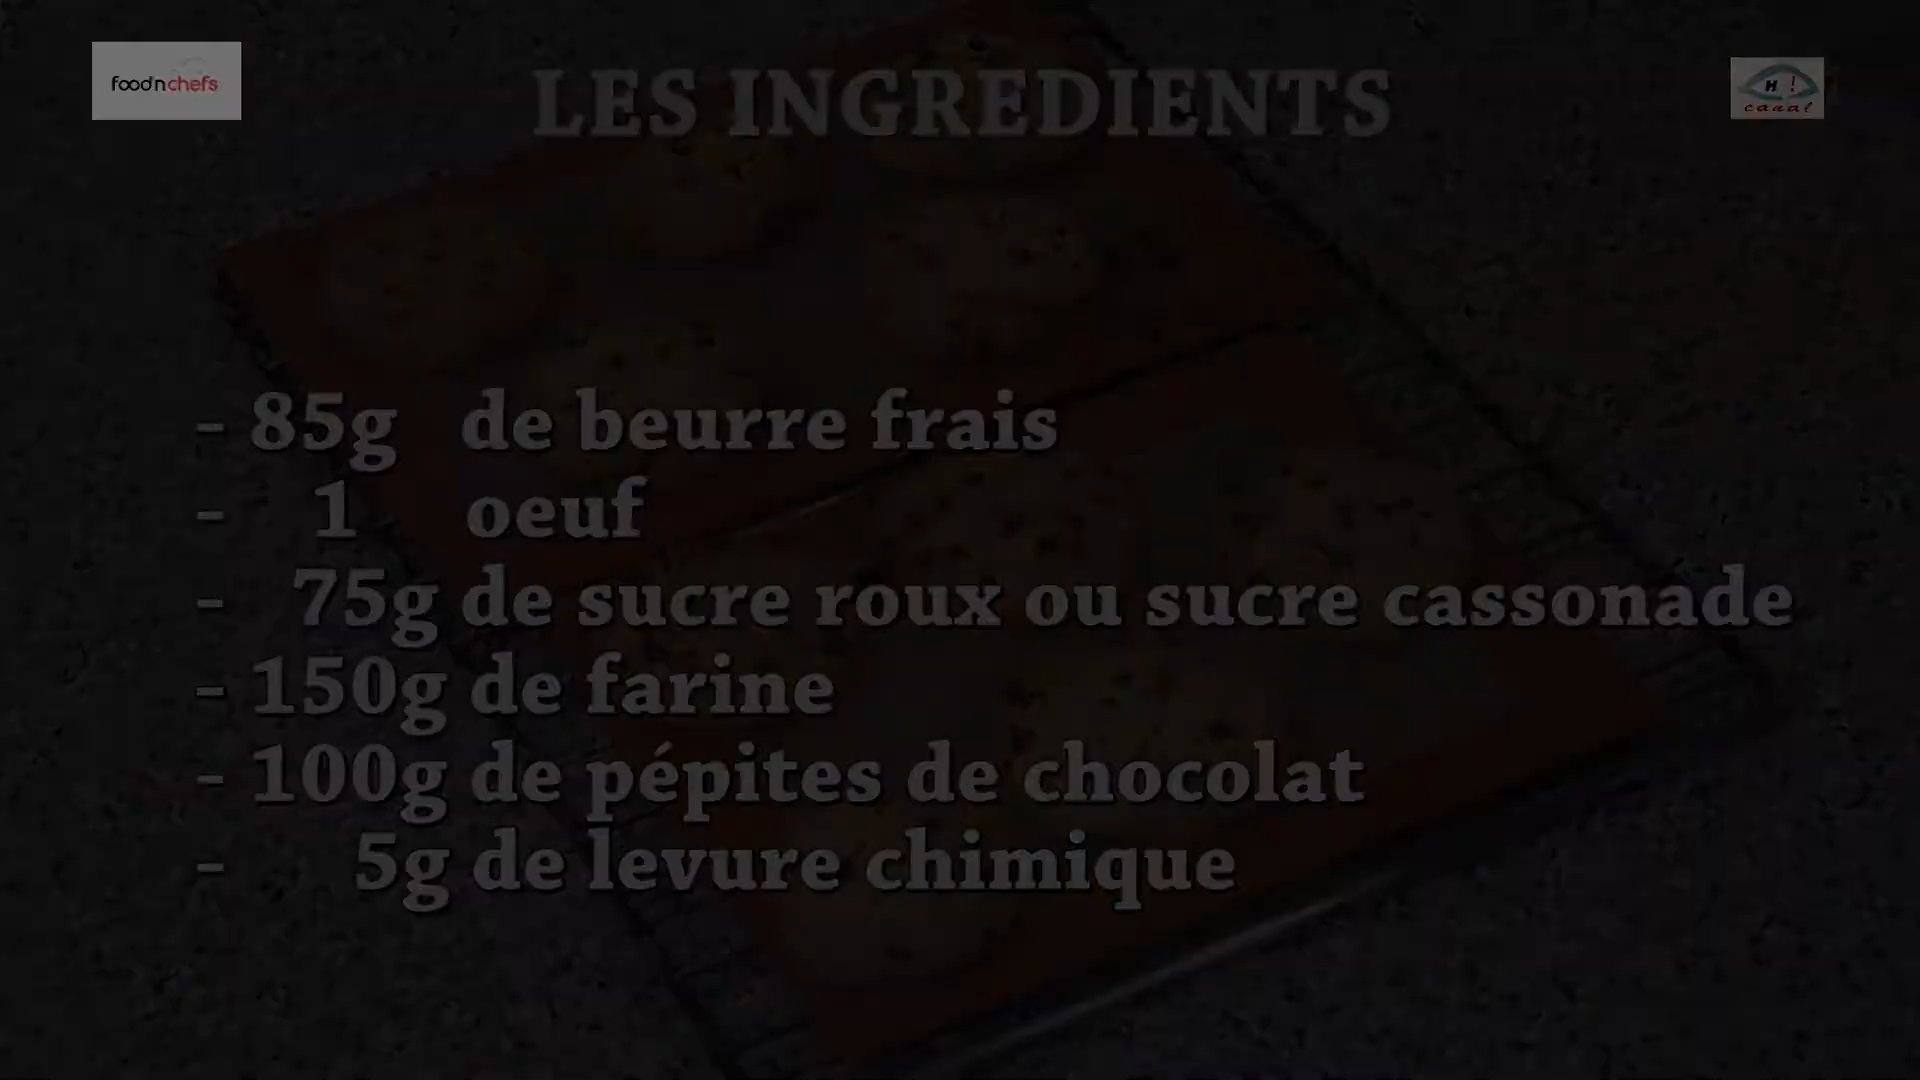 food'n chefs
LES INGREDIENTS
H !
canal
- 85g de beurre frais
- 1 oeuf
- 75g de sucre roux ou sucre cassonade
- 150g de farine
- 100g de pépites de chocolat
- 5g de levure chimique